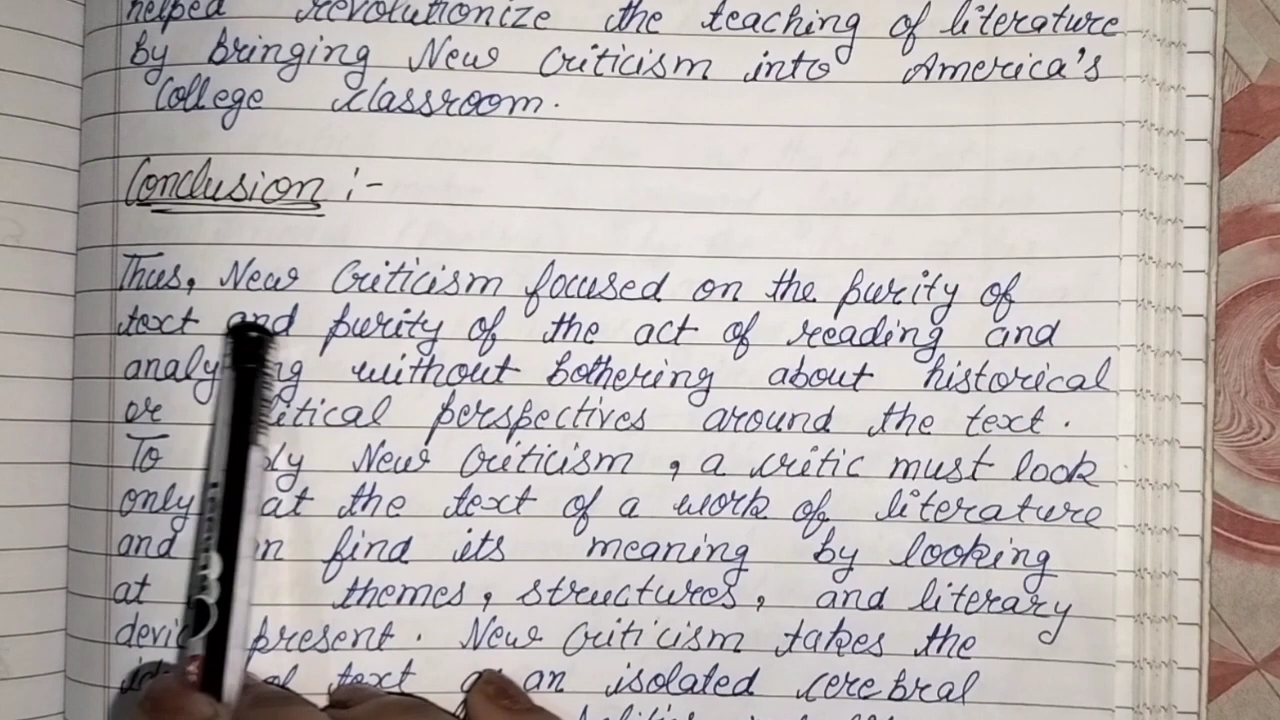 helped revolutionize the teaching of literature
by bringing New Criticism into America's
College classroom.
Conclusion :-
Thus, New Criticism focused on the purity of
text and purity of the act of reading and
without bothering about historical
or perspectives around the text.
To New Criticism, a critic must look
only at the text of a work of literature
and find its meaning by looking
at themes, structures, and literary
present. New Criticism takes the
text an isolated cerebral